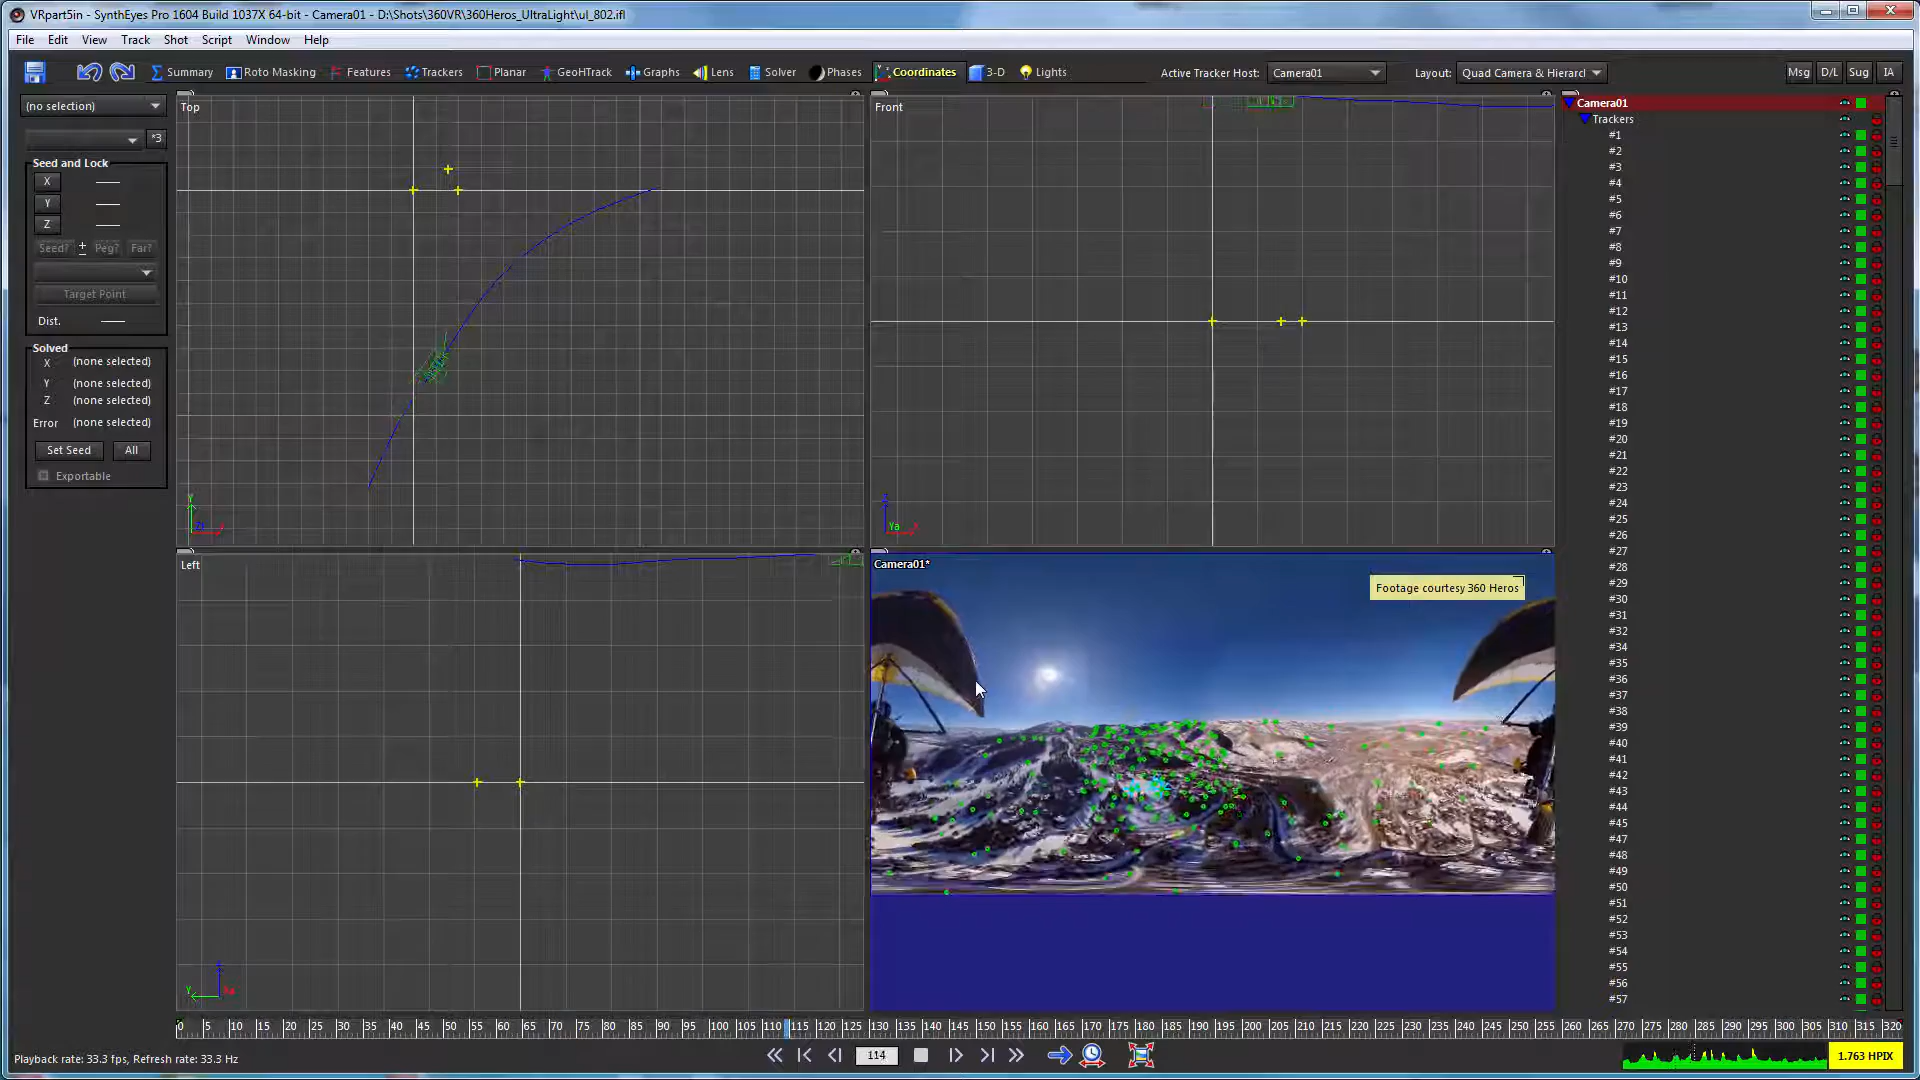 VRpart5in - SynthEyes Pro 1604 Build 1037X 64-bit - Camera01 - D:\Shots\360VR\360Heros_UltraLight\ul_802.ifl
File Edit View Track Shot Script Window Help
Summary Roto Masking Features Trackers Planar GeoHTrack Graphs Lens Solver Phases Coordinates 3-D Lights Active Tracker Host: Camera01 Layout: Quad Camera & Hierarcl Msg D/L Sug IA
(no selection)
*3
Seed and Lock
X
Y
Z
Seed? ± Peg? Far?
Target Point
Dist.
Solved
X (none selected)
Y (none selected)
Z (none selected)
Error (none selected)
Set Seed All
Exportable
Top
Y
Front
Ya
Left
Y
Camera01*
Footage courtesy 360 Heros
Camera01
Trackers
#1
#2
#3
#4
#5
#6
#7
#8
#9
#10
#11
#12
#13
#14
#15
#16
#17
#18
#19
#20
#21
#22
#23
#24
#25
#26
#27
#28
#29
#30
#31
#32
#34
#35
#36
#37
#38
#39
#40
#41
#42
#43
#44
#45
#47
#48
#49
#50
#51
#52
#53
#54
#55
#56
#57
0 5 10 15 20 25 30 35 40 45 50 55 60 65 70 75 80 85 90 95 100 105 110 115 120 125 130 135 140 145 150 155 160 165 170 175 180 185 190 195 200 205 210 215 220 225 230 235 240 245 250 255 260 265 270 275 280 285 290 295 300 305 310 315 320
Playback rate: 33.3 fps, Refresh rate: 33.3 Hz
114
1.763 HPIX